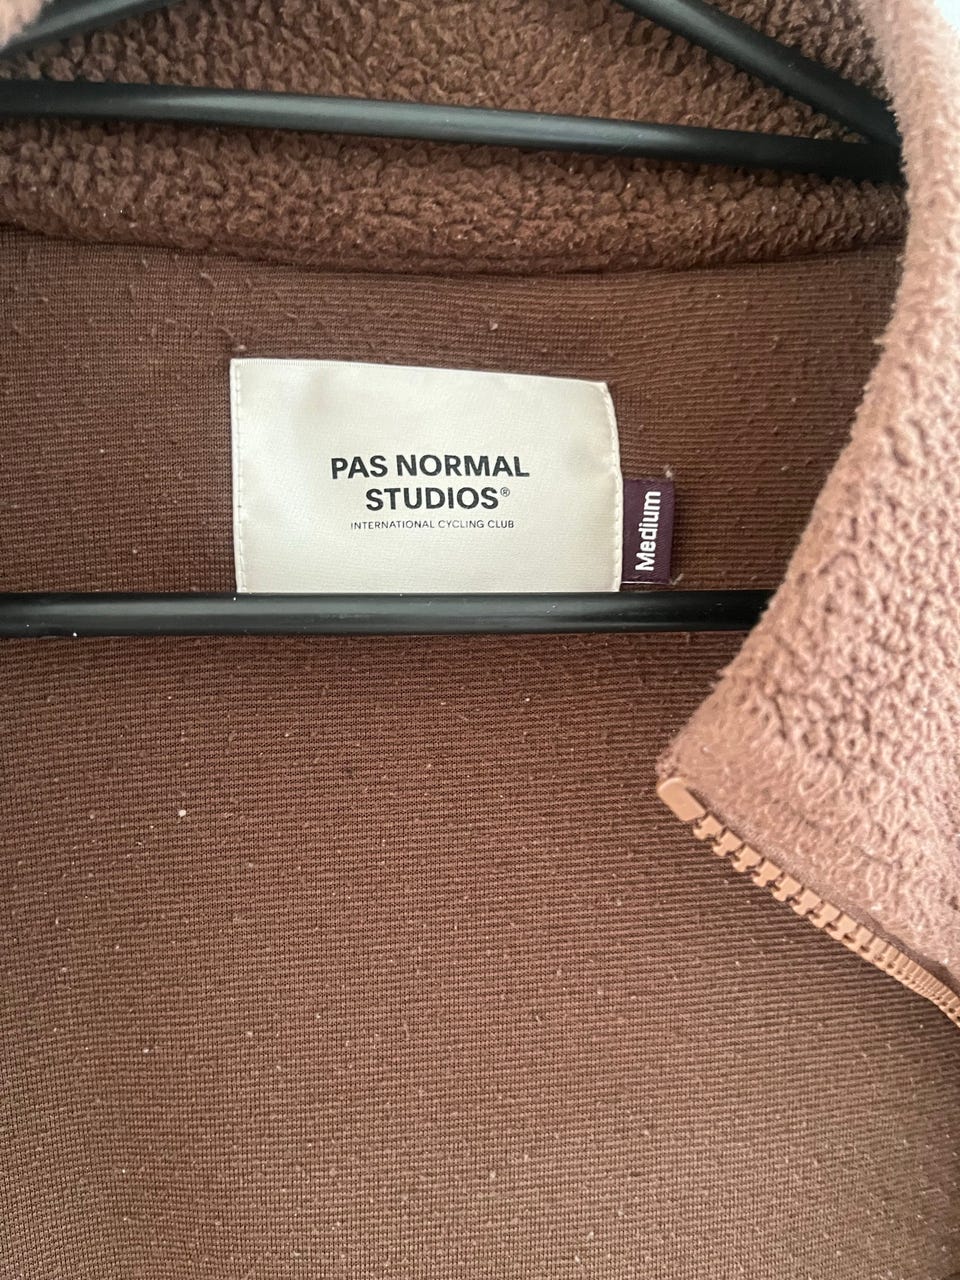 PAS NORMAL
STUDIOS®
INTERNATIONAL CYCLING CLUB
Medium